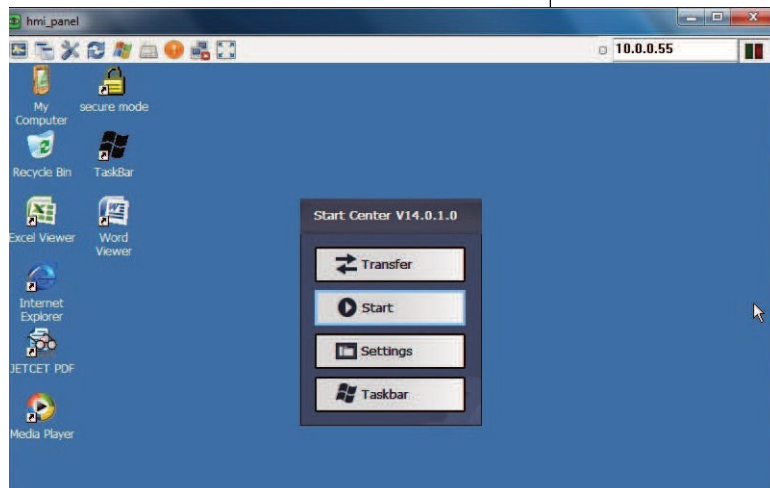 hmi_panel
10.0.0.55
My
Computer
secure mode
Recycle Bin
TaskBar
Excel Viewer
Word
Viewer
Internet
Explorer
JETCET PDF
Media Player
Start Center V14.0.1.0
Transfer
Start
Settings
Taskbar